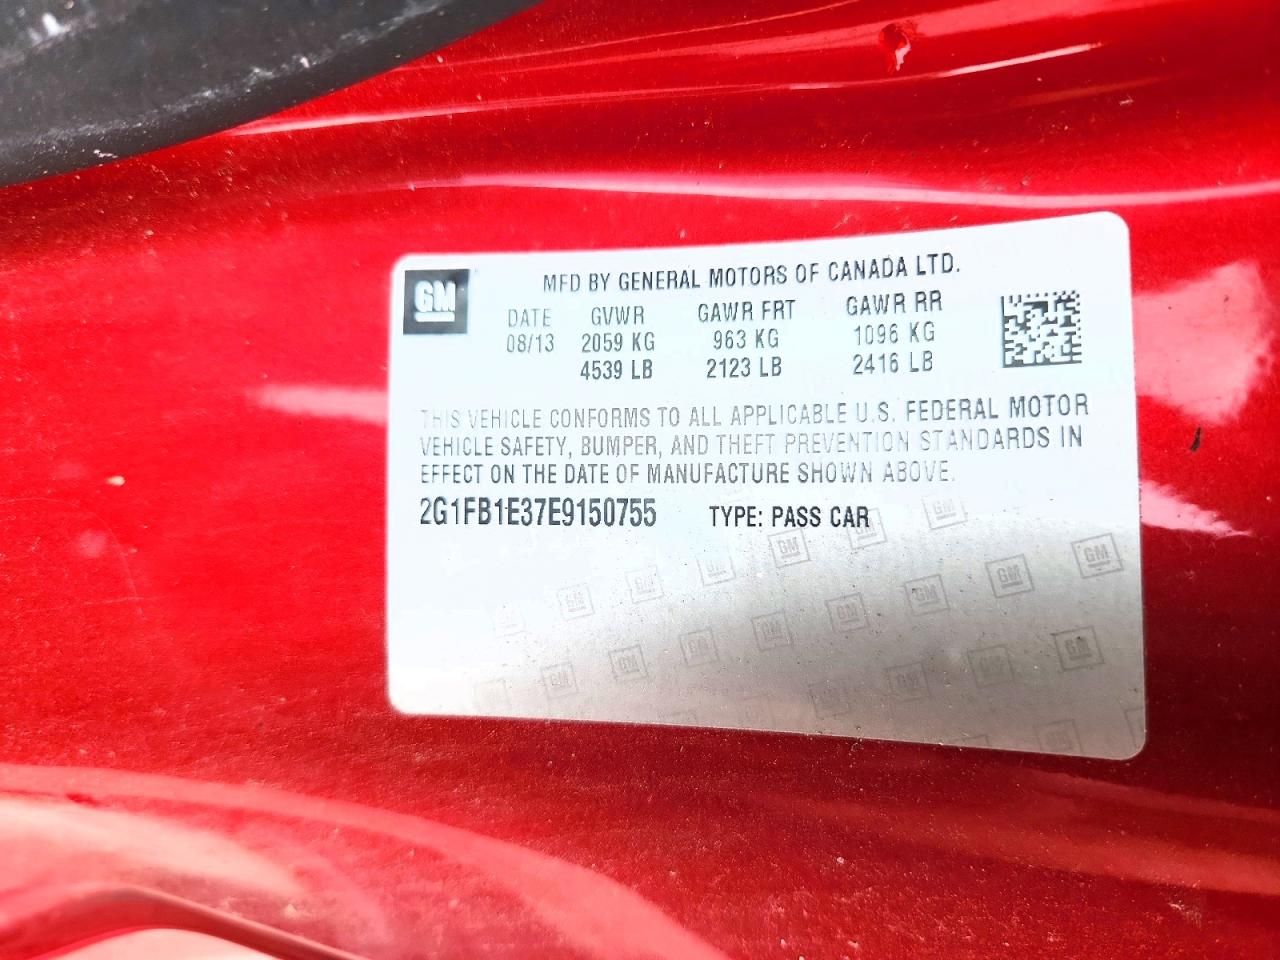 GM
MFD BY GENERAL MOTORS OF CANADA LTD.
DATE GVWR GAWR FRT GAWR RR
08/13 2059 KG 963 KG 1096 KG
4539 LB 2123 LB 2416 LB
THIS VEHICLE CONFORMS TO ALL APPLICABLE U.S. FEDERAL MOTOR
VEHICLE SAFETY, BUMPER, AND THEFT PREVENTION STANDARDS IN
EFFECT ON THE DATE OF MANUFACTURE SHOWN ABOVE.
2G1FB1E37E9150755 TYPE: PASS CAR